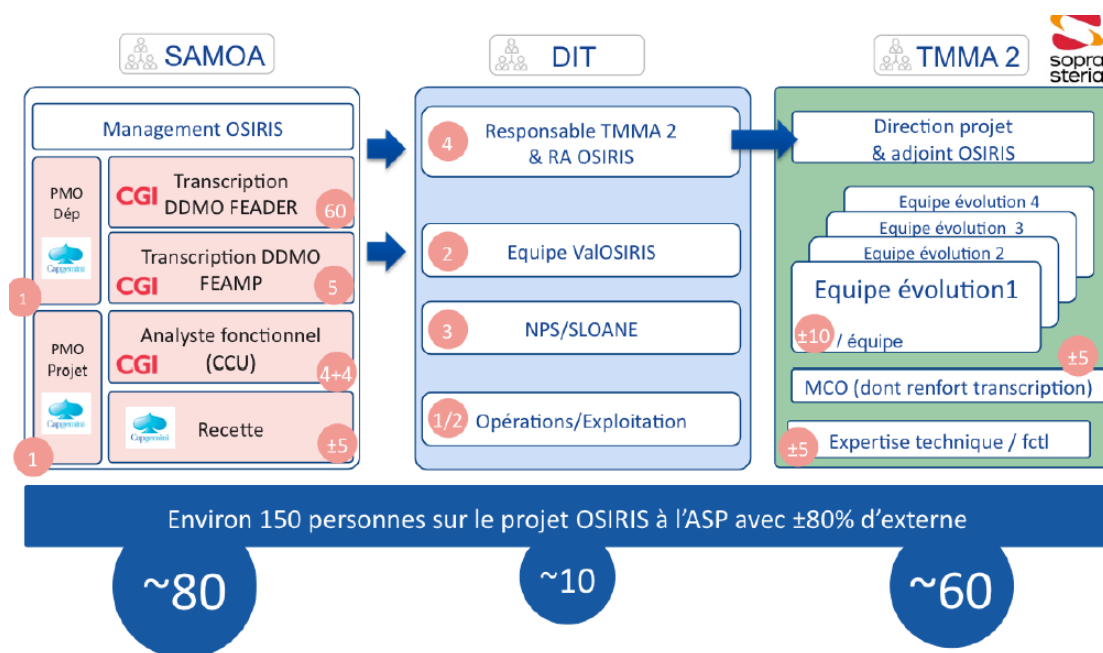 SAMOA
DIT
TMMA 2
sopra
steria
Management OSIRIS
PMO
Dép
Capgemini
1
CGI
Transcription
DDMO FEADER
60
Transcription DDMO
FEAMP
CGI
5
PMO
Projet
Capgemini
1
Analyste fonctionnel
(CCU)
CGI
4+4
Capgemini
Recette
±5
4
Responsable TMMA 2
& RA OSIRIS
2
Equipe ValOSIRIS
3
NPS/SLOANE
1/2
Opérations/Exploitation
Direction projet
& adjoint OSIRIS
Equipe évolution 4
Equipe évolution 3
Equipe évolution 2
Equipe évolution1
±10 / équipe
±5
MCO (dont renfort transcription)
±5
Expertise technique / fctl
Environ 150 personnes sur le projet OSIRIS à l’ASP avec ±80% d’externe
~80
~10
~60